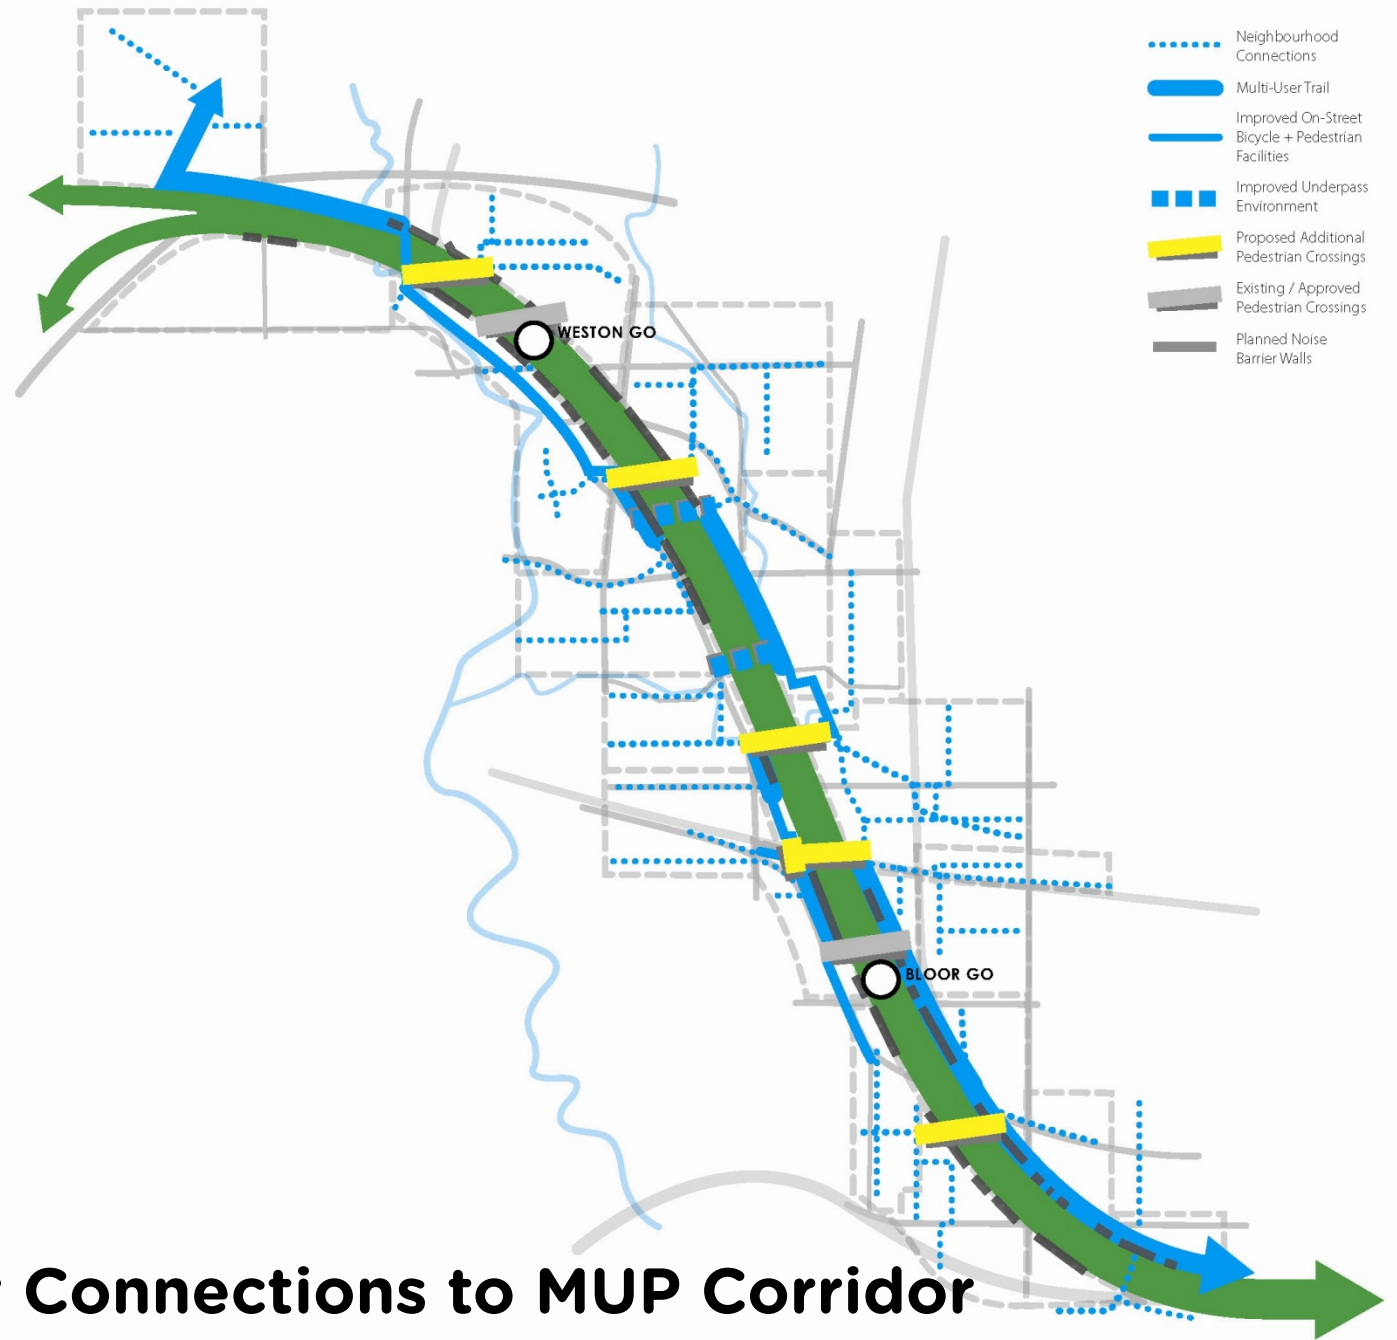 Neighbourhood
Connections
Multi-User Trail
Improved On-Street
Bicycle + Pedestrian
Facilities
Improved Underpass
Environment
Proposed Additional
Pedestrian Crossings
Existing / Approved
Pedestrian Crossings
Planned Noise
Barrier Walls
WESTON GO
BLOOR GO
Connections to MUP Corridor